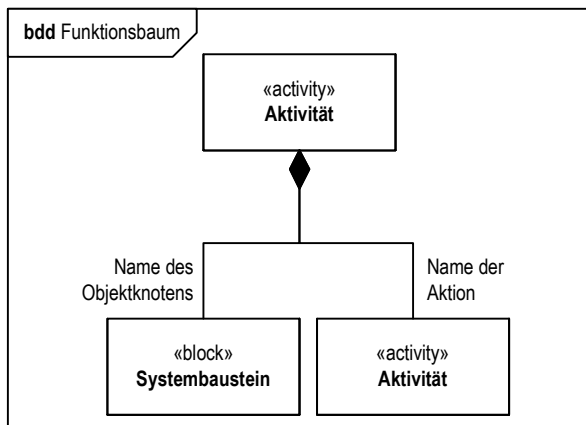 bdd Funktionsbaum
«activity»
Aktivität
Name des
Objektknotens
Name der
Aktion
«block»
Systembaustein
«activity»
Aktivität